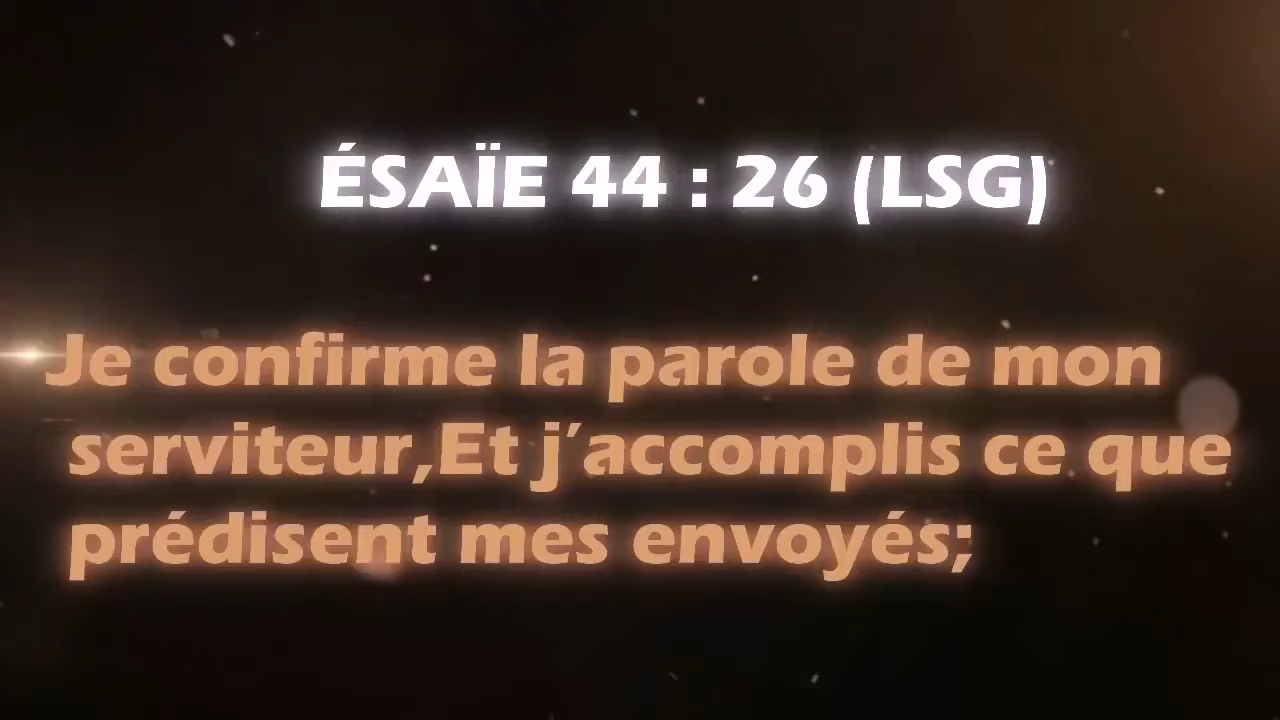 ÉSAÏE 44 : 26 (LSG)
Je confirme la parole de mon
serviteur,Et j’accomplis ce que
prédisent mes envoyés;